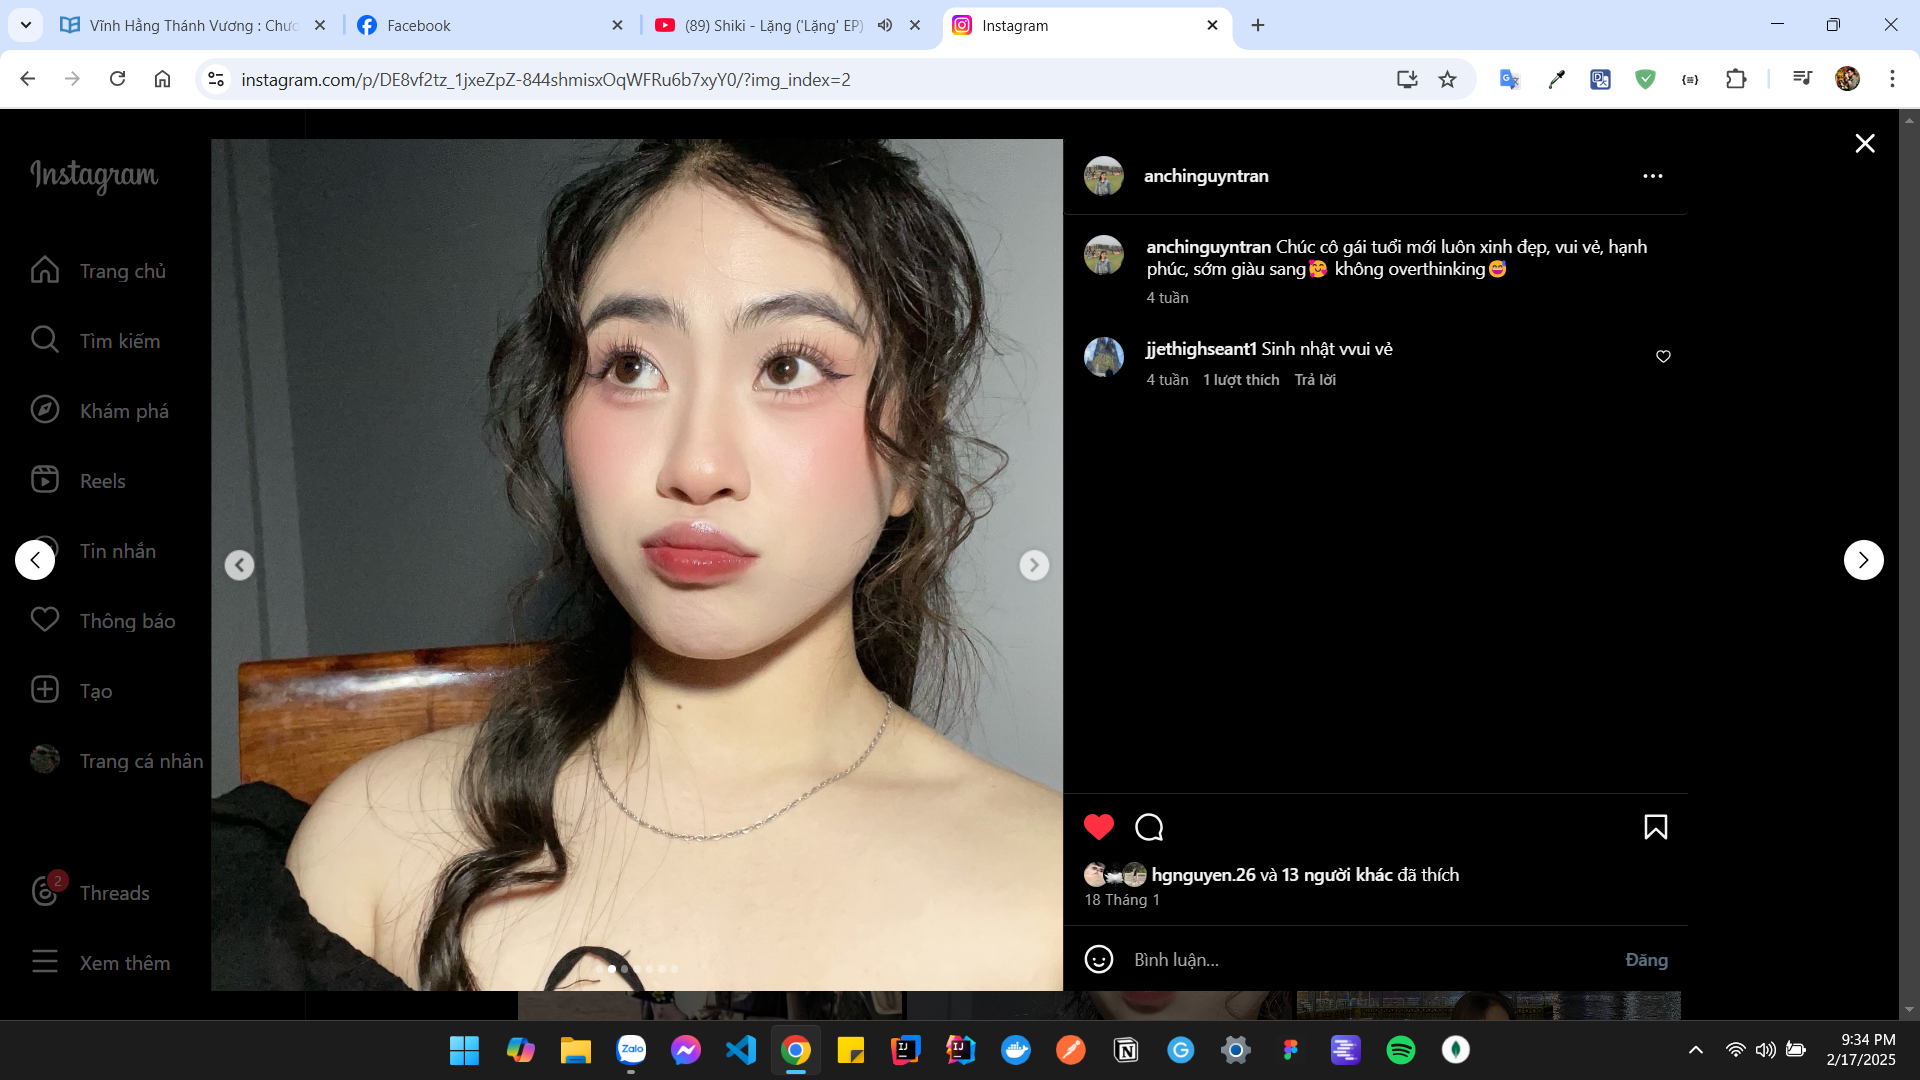 Vĩnh Hằng Thánh Vương : Chươ
Facebook
(89) Shiki - Lặng ('Lặng' EP)
Instagram
instagram.com/p/DE8vf2tz_1jxeZpZ-844shmisxOqWFRu6b7xyY0/?img_index=2
Instagram
Trang chủ
Tìm kiếm
Khám phá
Reels
Tin nhắn
Thông báo
Tạo
Trang cá nhân
2
Threads
Xem thêm
anchinguyntran
anchinguyntran Chúc cô gái tuổi mới luôn xinh đẹp, vui vẻ, hạnh
phúc, sớm giàu sang🥰 không overthinking😅
4 tuần
jjethighseant1 Sinh nhật vvui vẻ
4 tuần 1 lượt thích Trả lời
hgnguyen.26 và 13 người khác đã thích
18 Tháng 1
Bình luận...
Đăng
Zalo
9:34 PM
2/17/2025